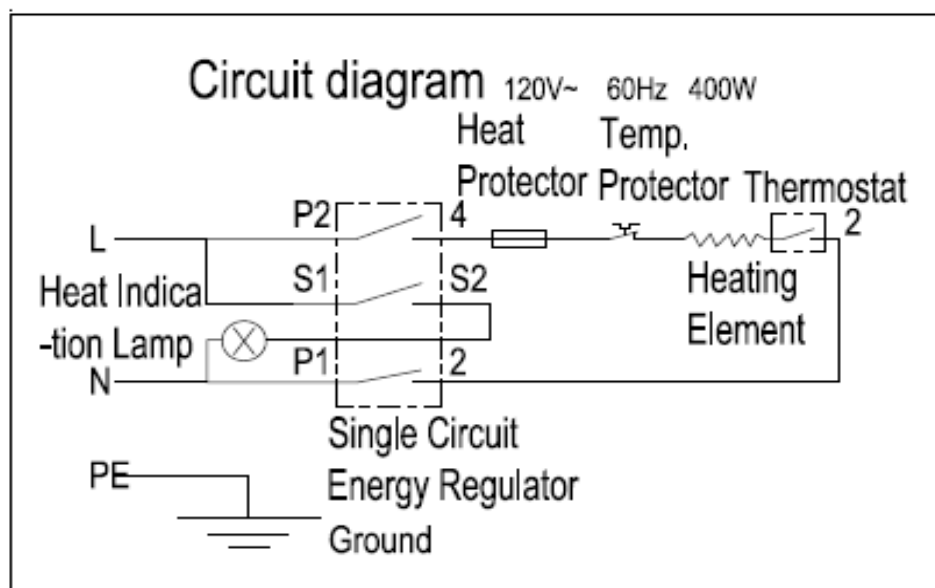 Circuit diagram 120V~ 60Hz 400W
Heat Temp.
Protector Protector Thermostat
P2 4 2
L
S1 S2
Heat Indica Heating
-tion Lamp Element
P1 2
N
Single Circuit
PE Energy Regulator
Ground